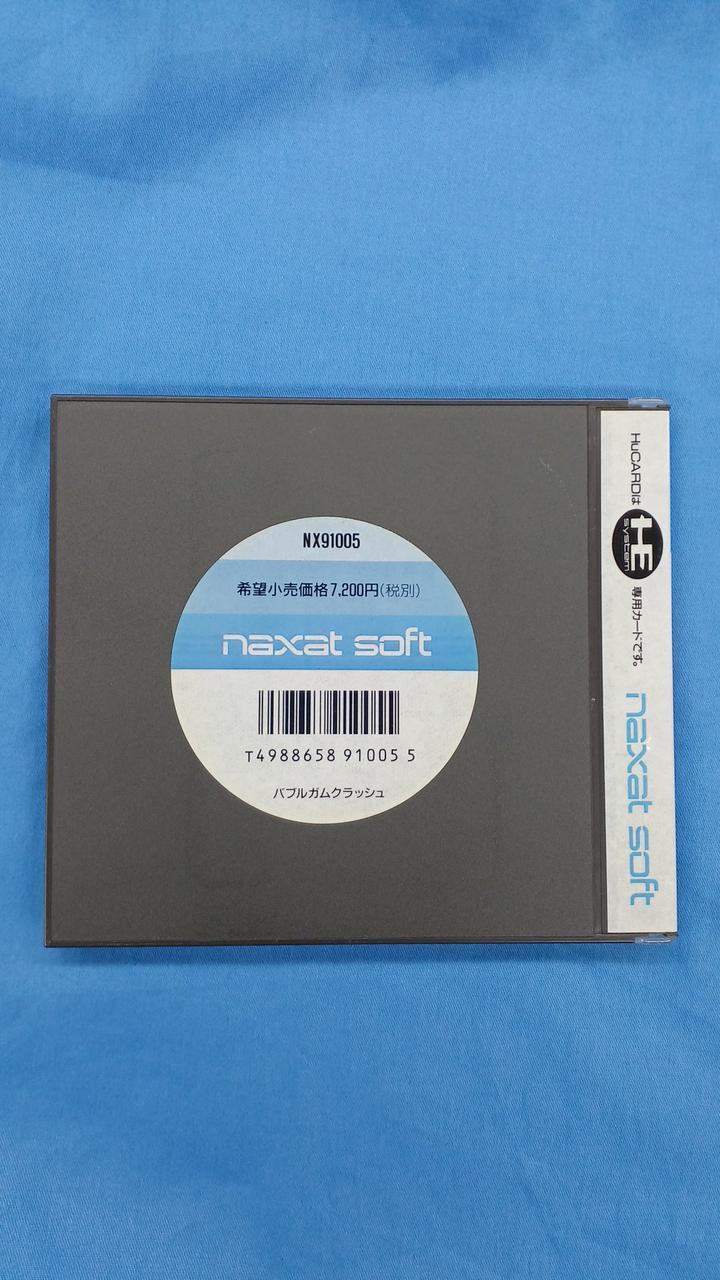 NX91005
希望小売価格7,200円(税別)
naxat soft
T4988658 91005 5
バブルガムクラッシュ
HuCARDは HE system 専用カードです。
naxat soft